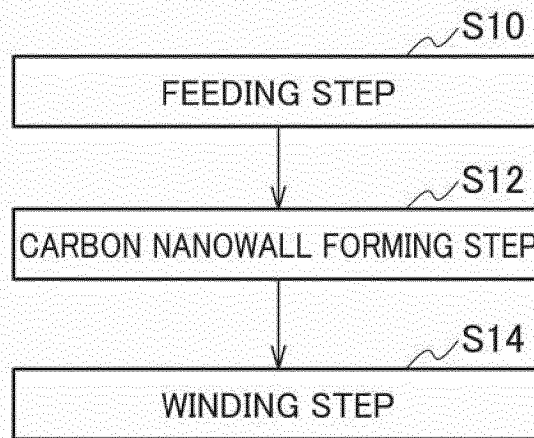 S10
FEEDING STEP
S12
CARBON NANOWALL FORMING STEP
S14
WINDING STEP